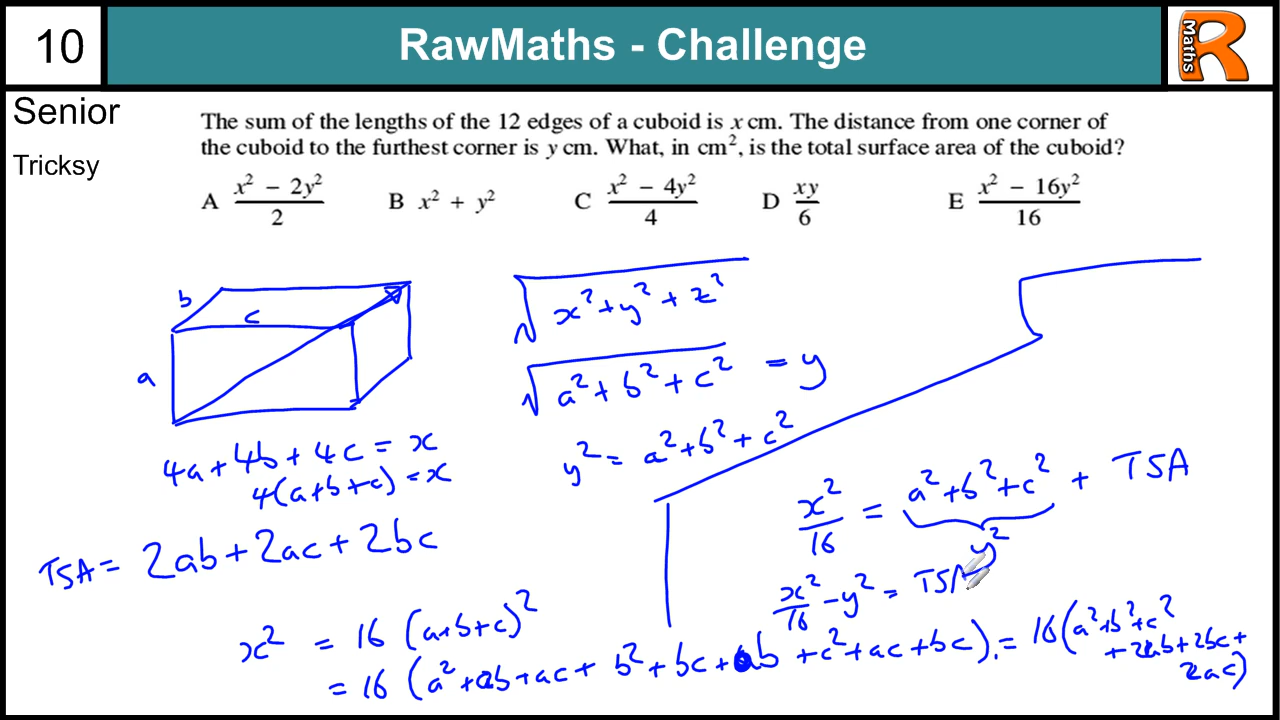 10
RawMaths - Challenge
Maths R
Senior
Tricksy
The sum of the lengths of the 12 edges of a cuboid is x cm. The distance from one corner of
the cuboid to the furthest corner is y cm. What, in cm², is the total surface area of the cuboid?
A (x² − 2y²)/2 B x² + y² C (x² − 4y²)/4 D xy/6 E (x² − 16y²)/16
b
c
a
4a + 4b + 4c = x
4(a+b+c) = x
TSA = 2ab + 2ac + 2bc
√(x² + y² + z²)
√(a² + b² + c²) = y
y² = a² + b² + c²
x²/16 = a² + b² + c² + TSA
y²
x²/16 − y² = TSA
x² = 16 (a+b+c)²
= 16 (a² + ab + ac + b² + bc + ab + c² + ac + bc) = 16(a² + b² + c²
+ 2ab + 2bc +
2ac)